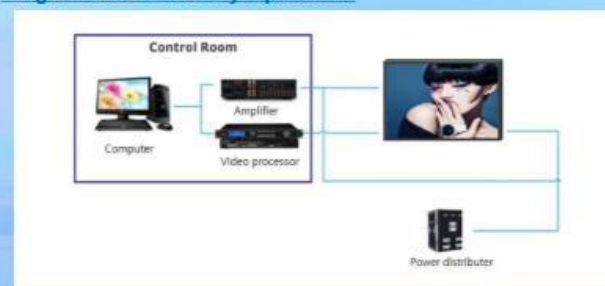 Control Room
Amplifier
Computer
Video processor
Power distributer